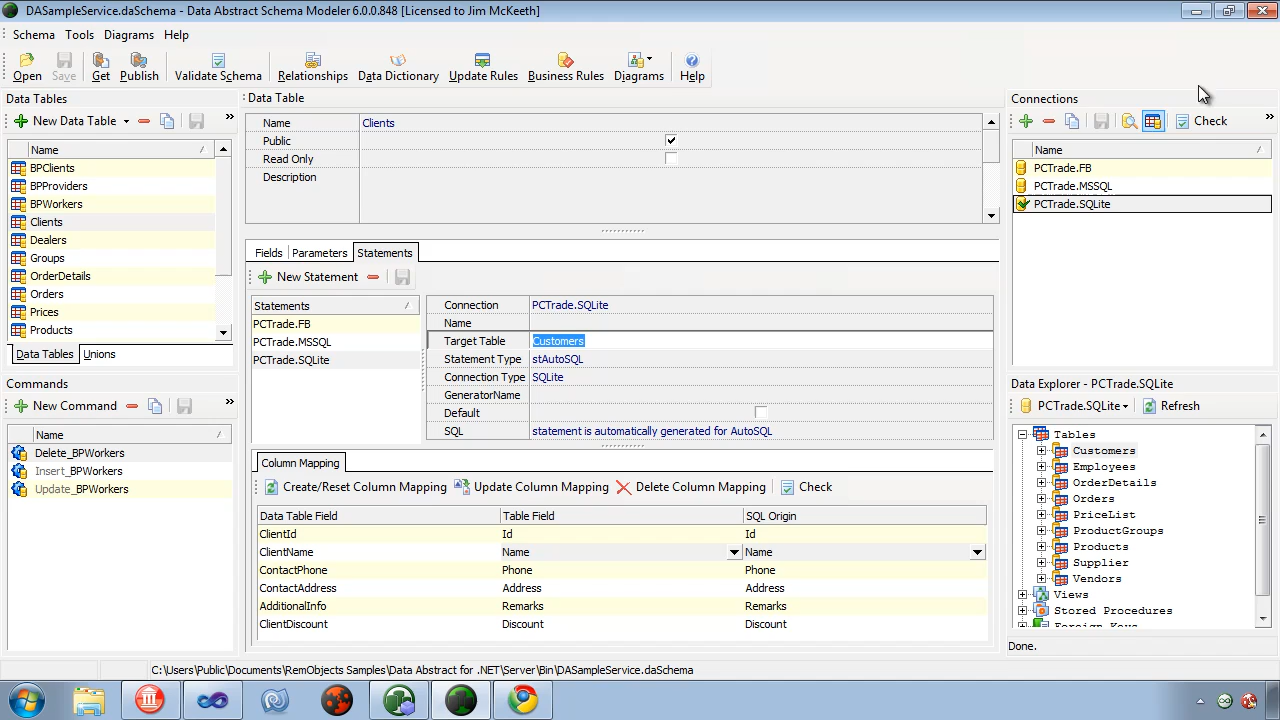 DASampleService.daSchema - Data Abstract Schema Modeler 6.0.0.848 [Licensed to Jim McKeeth]
Schema Tools Diagrams Help
Open Save Get Publish Validate Schema Relationships Data Dictionary Update Rules Business Rules Diagrams Help
Data Tables
New Data Table »
Name
BPClients
BPProviders
BPWorkers
Clients
Dealers
Groups
OrderDetails
Orders
Prices
Products
Data Tables Unions
Commands
New Command »
Name
Delete_BPWorkers
Insert_BPWorkers
Update_BPWorkers
Data Table
Name Clients
Public
Read Only
Description
Fields Parameters Statements
New Statement
Statements
PCTrade.FB
PCTrade.MSSQL
PCTrade.SQLite
Connection PCTrade.SQLite
Name
Target Table Customers
Statement Type stAutoSQL
Connection Type SQLite
GeneratorName
Default
SQL statement is automatically generated for AutoSQL
Column Mapping
Create/Reset Column Mapping Update Column Mapping Delete Column Mapping Check
Data Table Field Table Field SQL Origin
ClientId Id Id
ClientName Name Name
ContactPhone Phone Phone
ContactAddress Address Address
AdditionalInfo Remarks Remarks
ClientDiscount Discount Discount
Connections
Check »
Name
PCTrade.FB
PCTrade.MSSQL
PCTrade.SQLite
Data Explorer - PCTrade.SQLite
PCTrade.SQLite Refresh
Tables
Customers
Employees
OrderDetails
Orders
PriceList
ProductGroups
Products
Supplier
Vendors
Views
Stored Procedures
Foreign Keys
Done.
C:\Users\Public\Documents\RemObjects Samples\Data Abstract for .NET\Server\Bin\DASampleService.daSchema